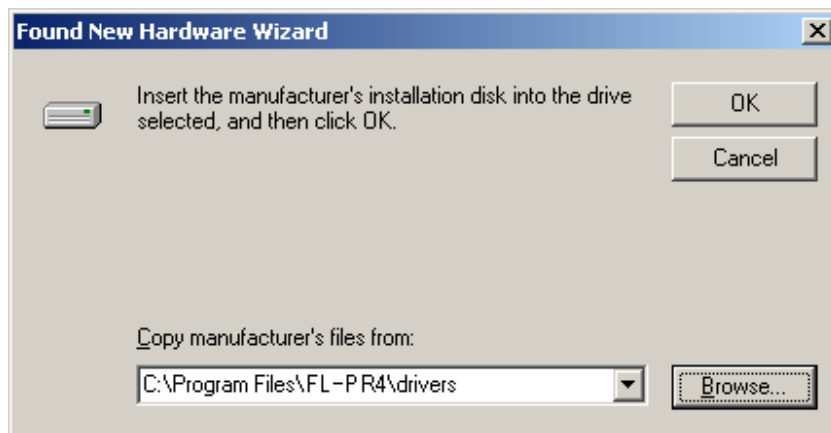 Found New Hardware Wizard
Insert the manufacturer's installation disk into the drive
selected, and then click OK.
OK
Cancel
Copy manufacturer's files from:
C:\Program Files\FL-PR4\drivers
Browse...